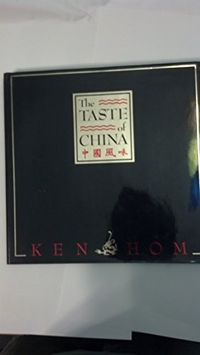 The
TASTE
of
CHINA
中國風味
KEN HOM